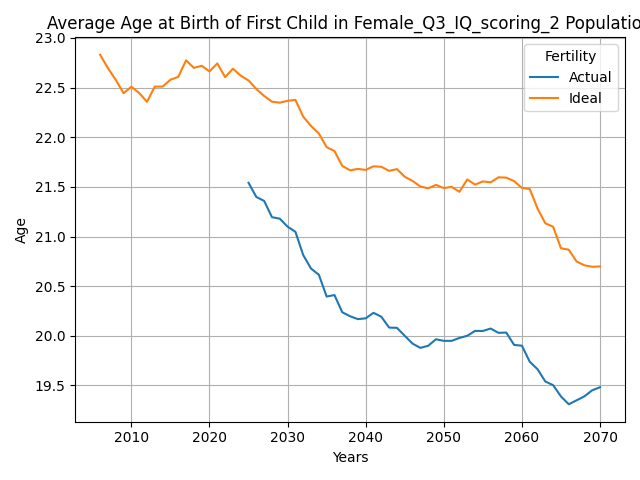 Average Age at Birth of First Child in Female_Q3_IQ_scoring_2 Populatio
23.0
22.5
22.0
21.5
21.0
20.5
20.0
19.5
Age
Fertility
Actual
Ideal
2010 2020 2030 2040 2050 2060 2070
Years